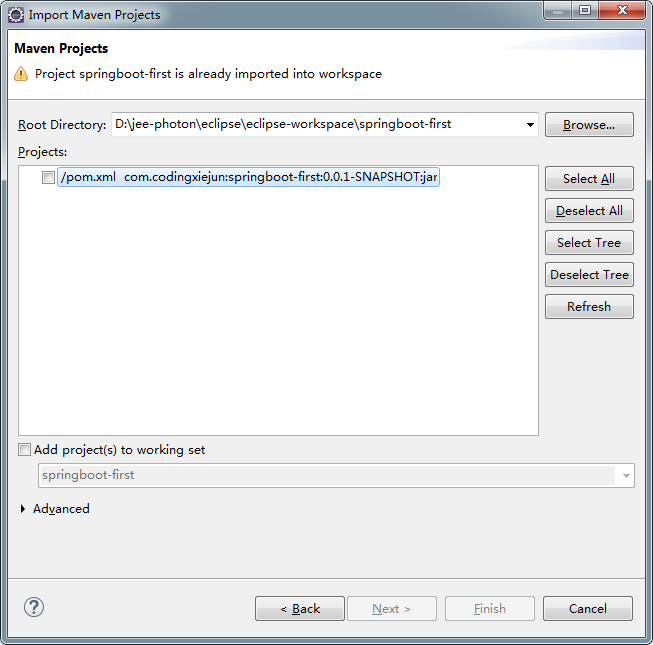 Import Maven Projects
Maven Projects
Project springboot-first is already imported into workspace
Root Directory: D:\jee-photon\eclipse\eclipse-workspace\springboot-first Browse...
Projects:
/pom.xml com.codingxiejun:springboot-first:0.0.1-SNAPSHOT:jar
Select All
Deselect All
Select Tree
Deselect Tree
Refresh
Add project(s) to working set
springboot-first
Advanced
? < Back Next > Finish Cancel